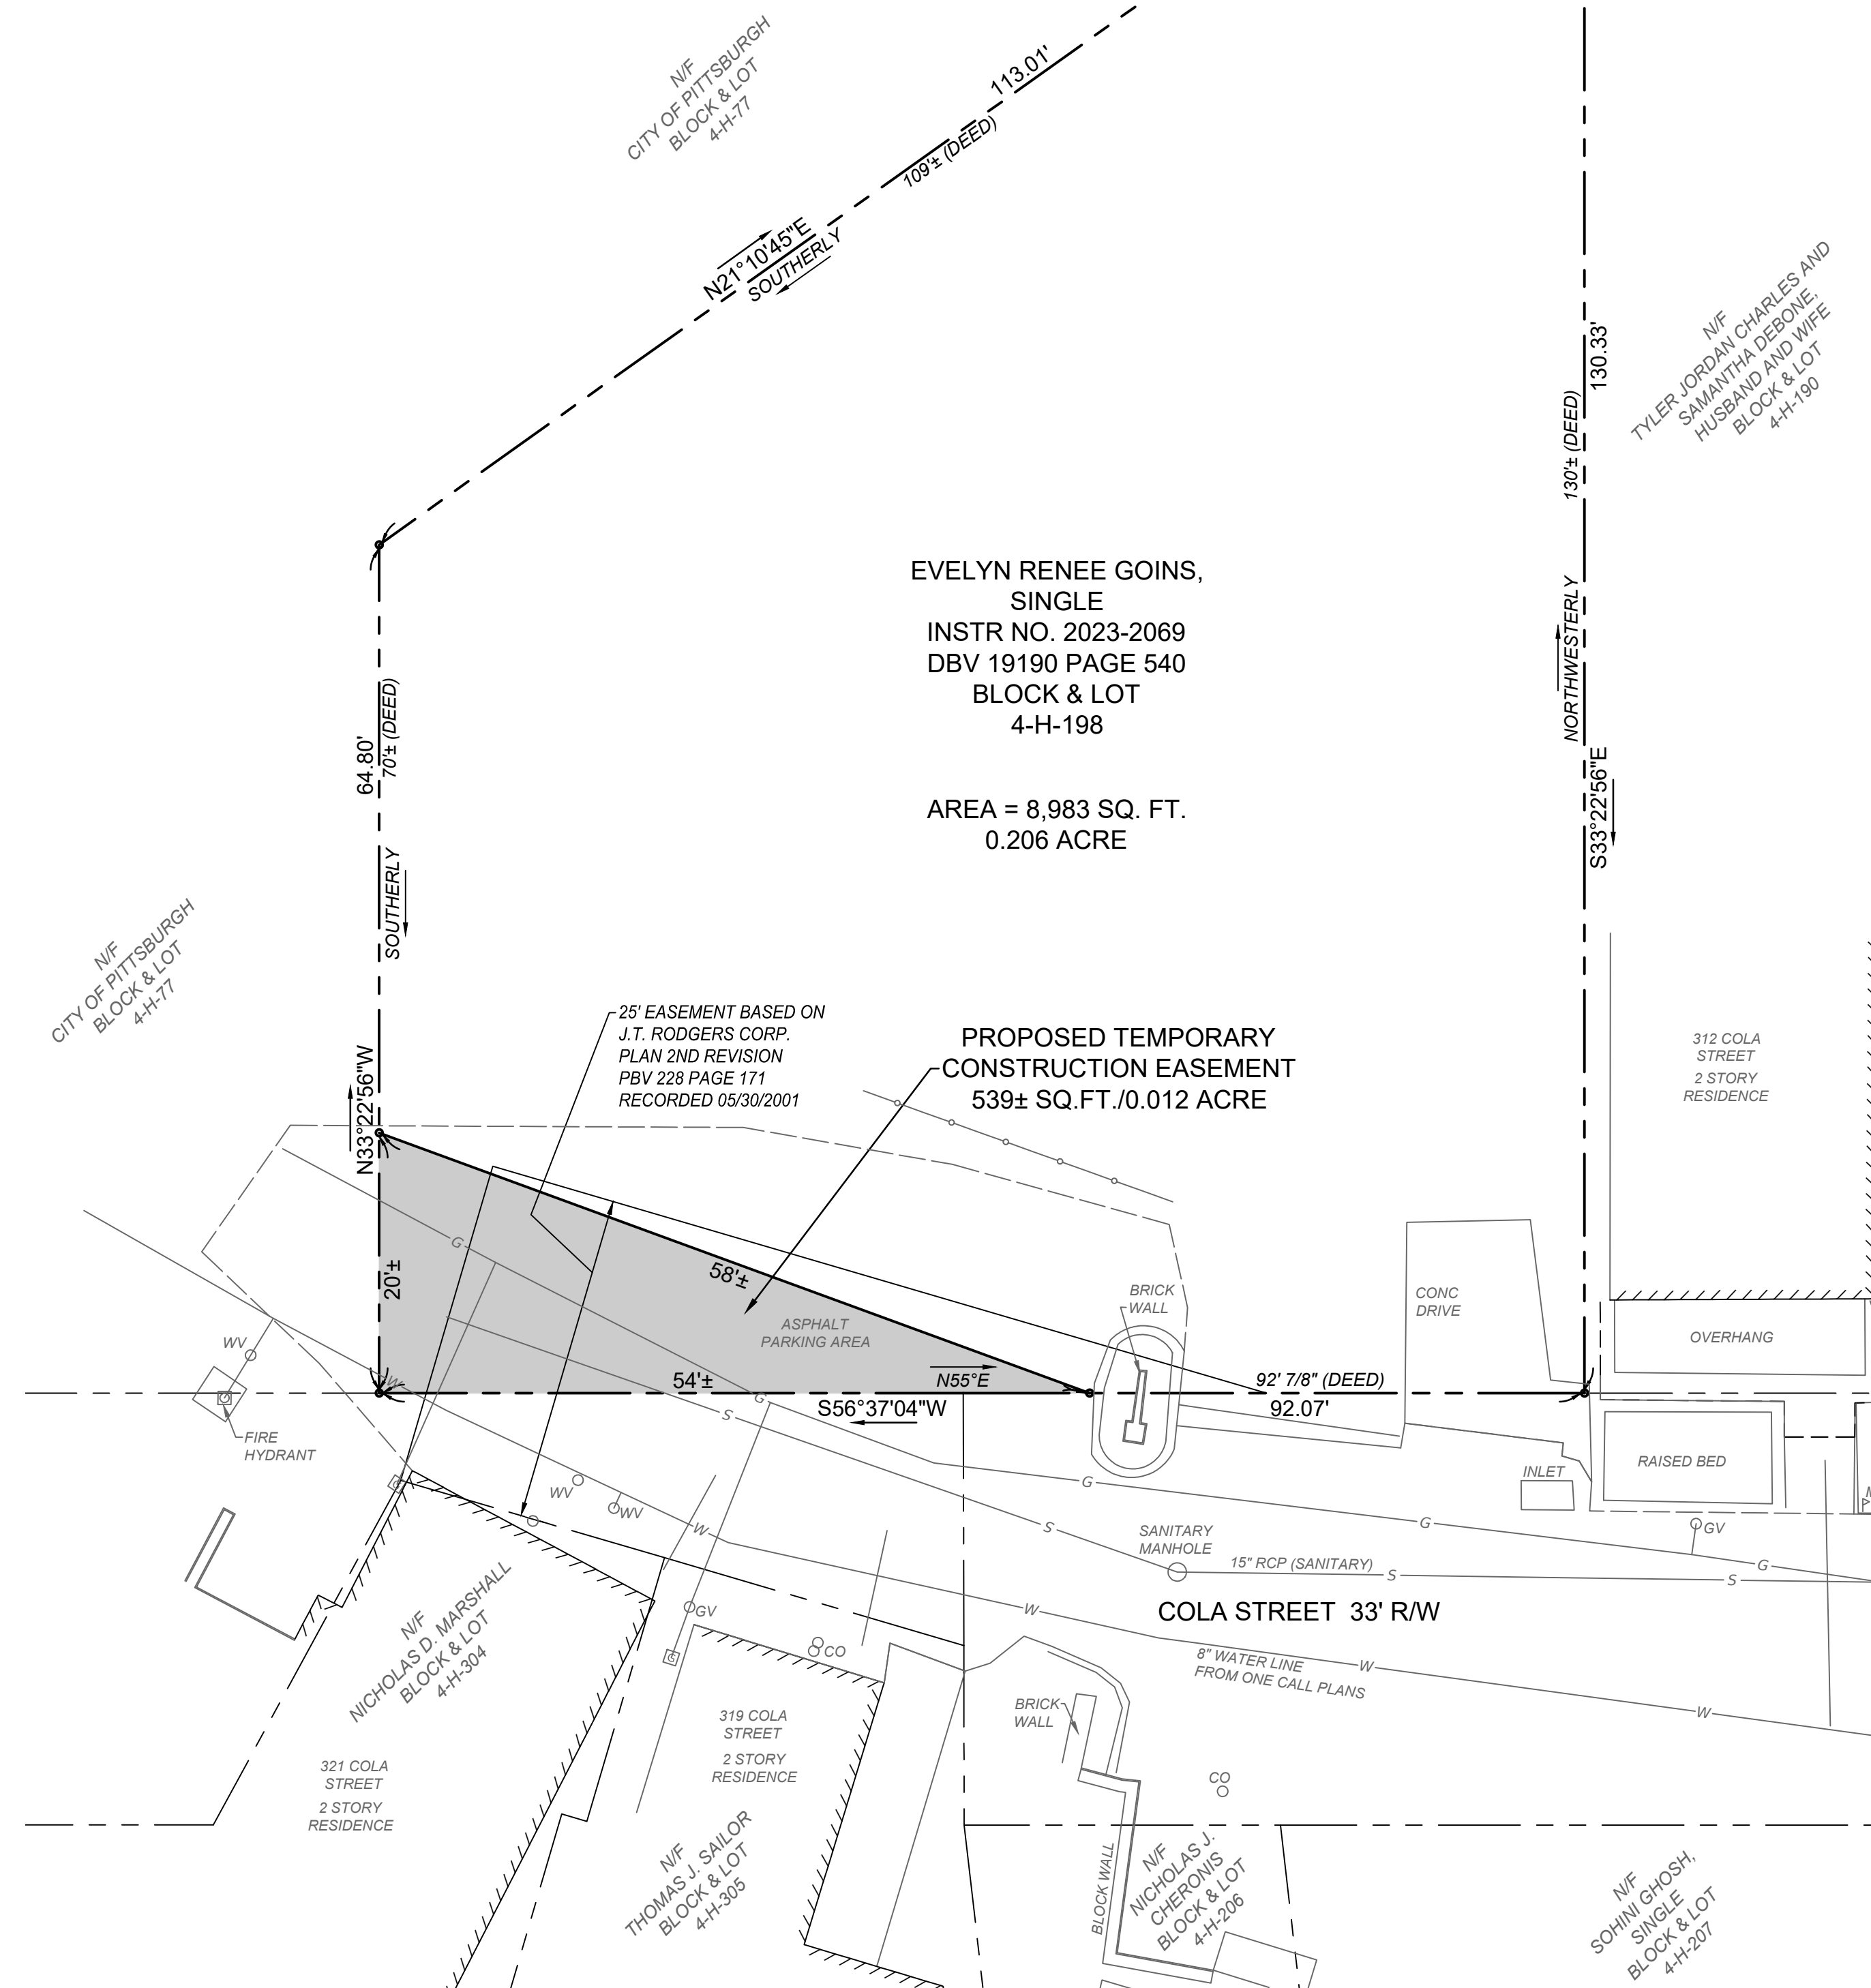 N/F
CITY OF PITTSBURGH
BLOCK & LOT
4-H-77
113.01'
109'± (DEED)
N21°10'45"E
SOUTHERLY
N/F
TYLER JORDAN CHARLES AND
SAMANTHA DEBONE,
HUSBAND AND WIFE
BLOCK & LOT
4-H-190
130.33'
130'± (DEED)
NORTHWESTERLY
S33°22'56"E
EVELYN RENEE GOINS,
SINGLE
INSTR NO. 2023-2069
DBV 19190 PAGE 540
BLOCK & LOT
4-H-198
AREA = 8,983 SQ. FT.
0.206 ACRE
64.80'
70'± (DEED)
SOUTHERLY
N33°22'56"W
N/F
CITY OF PITTSBURGH
BLOCK & LOT
4-H-77
25' EASEMENT BASED ON
J.T. RODGERS CORP.
PLAN 2ND REVISION
PBV 228 PAGE 171
RECORDED 05/30/2001
PROPOSED TEMPORARY
CONSTRUCTION EASEMENT
539± SQ.FT./0.012 ACRE
312 COLA
STREET
2 STORY
RESIDENCE
20'±
58'±
G
ASPHALT
PARKING AREA
BRICK
WALL
CONC
DRIVE
OVERHANG
WV
W
54'±
N55°E
92' 7/8" (DEED)
S56°37'04"W
92.07'
G
S
FIRE
HYDRANT
G
RAISED BED
INLET
G
WV
WV
W
S
SANITARY
MANHOLE
G
GV
G
15" RCP (SANITARY)
S
S
COLA STREET 33' R/W
W
N/F
NICHOLAS D. MARSHALL
BLOCK & LOT
4-H-304
GV
CO
G
8" WATER LINE
FROM ONE CALL PLANS
W
W
BRICK
WALL
319 COLA
STREET
2 STORY
RESIDENCE
321 COLA
STREET
2 STORY
RESIDENCE
CO
N/F
THOMAS J. SAILOR
BLOCK & LOT
4-H-305
BLOCK WALL
N/F
NICHOLAS J.
CHERONIS
BLOCK & LOT
4-H-206
N/F
SOHINI GHOSH,
SINGLE
BLOCK & LOT
4-H-207